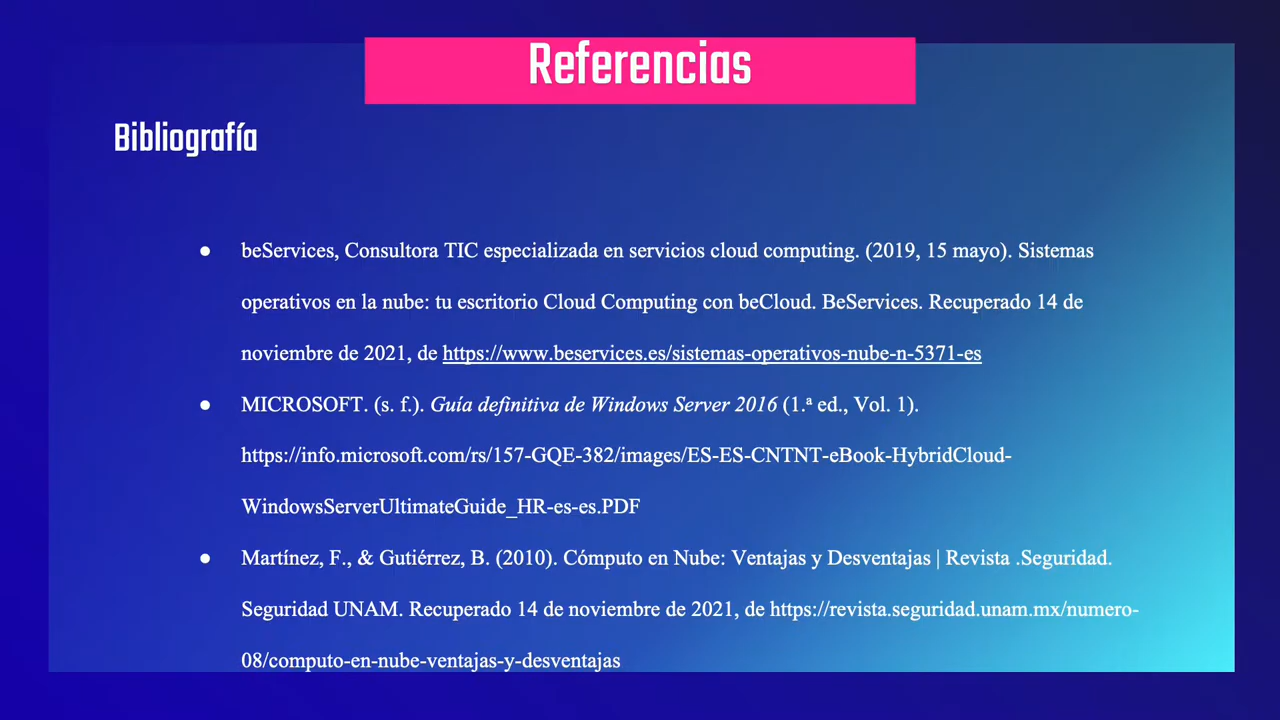 Referencias
Bibliografía
● beServices, Consultora TIC especializada en servicios cloud computing. (2019, 15 mayo). Sistemas
operativos en la nube: tu escritorio Cloud Computing con beCloud. BeServices. Recuperado 14 de
noviembre de 2021, de https://www.beservices.es/sistemas-operativos-nube-n-5371-es
● MICROSOFT. (s. f.). Guía definitiva de Windows Server 2016 (1.ª ed., Vol. 1).
https://info.microsoft.com/rs/157-GQE-382/images/ES-ES-CNTNT-eBook-HybridCloud-
WindowsServerUltimateGuide_HR-es-es.PDF
● Martínez, F., & Gutiérrez, B. (2010). Cómputo en Nube: Ventajas y Desventajas | Revista .Seguridad.
Seguridad UNAM. Recuperado 14 de noviembre de 2021, de https://revista.seguridad.unam.mx/numero-
08/computo-en-nube-ventajas-y-desventajas